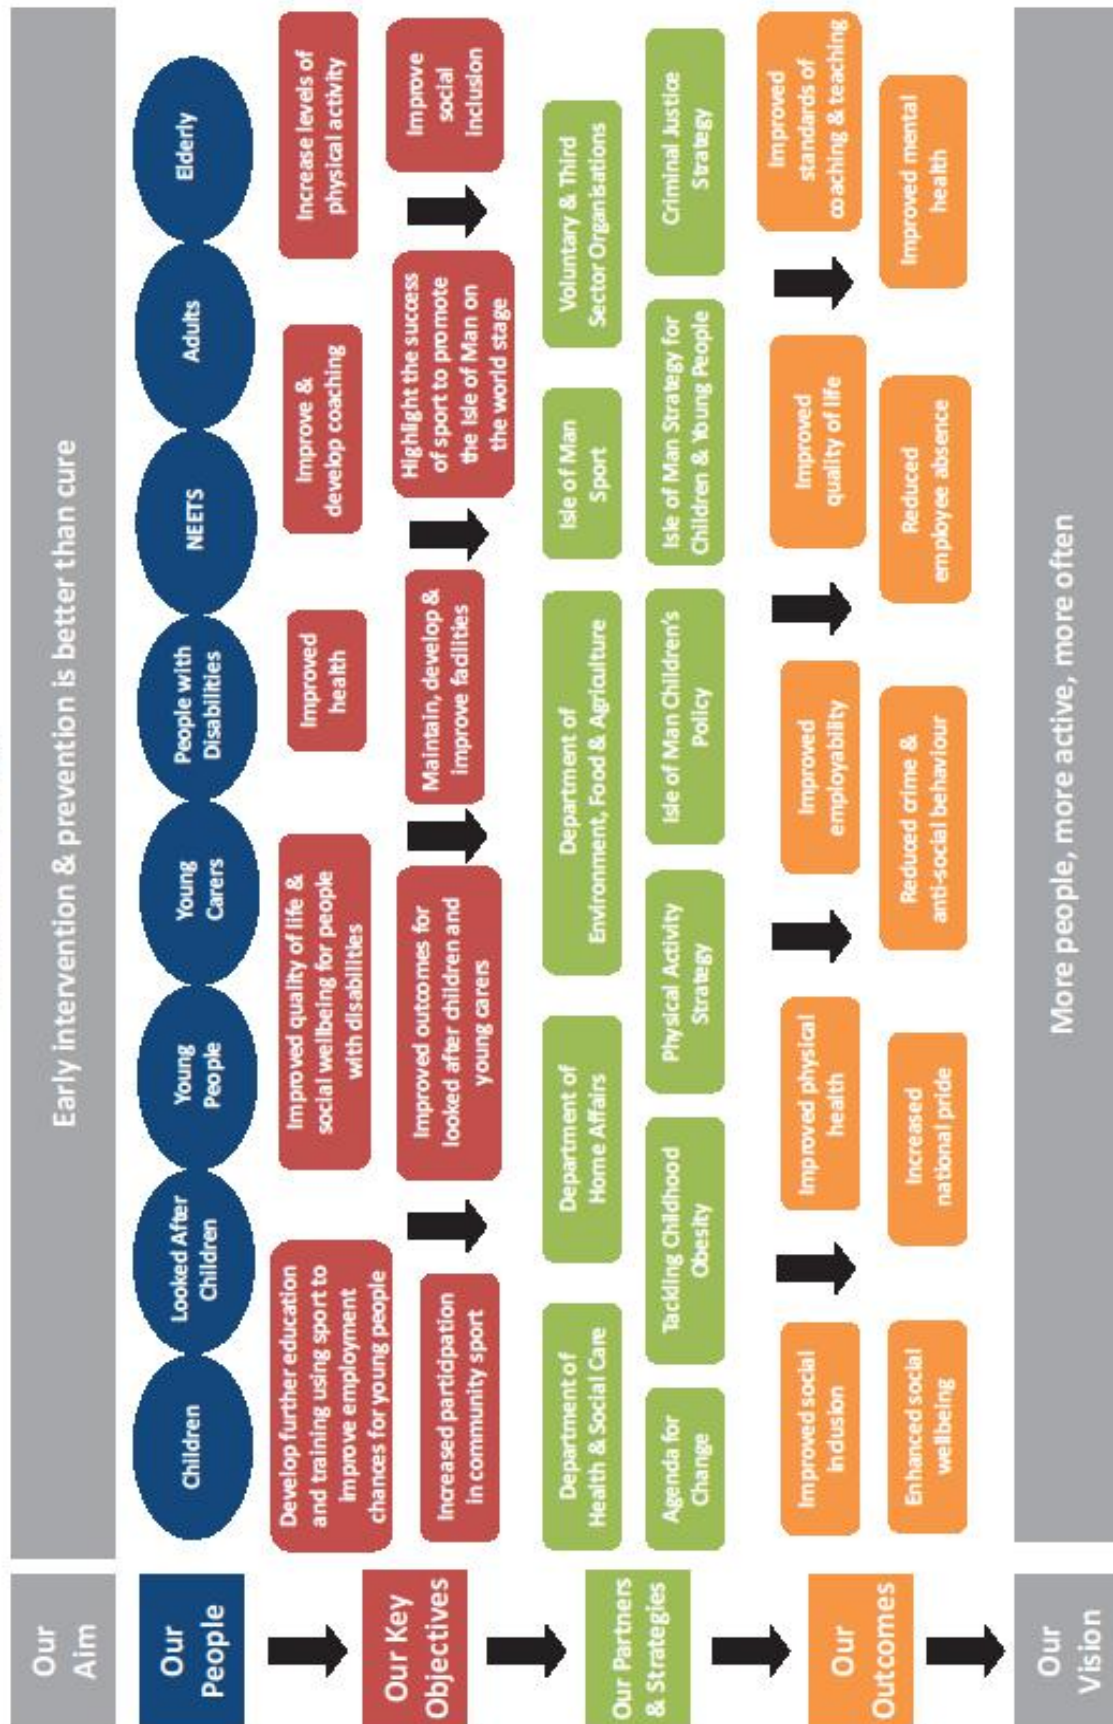 Our
Aim
Early intervention & prevention is better than cure
Our
People
Children
Looked After
Children
Young
People
Young
Carers
People with
Disabilities
NEETS
Adults
Elderly
Our Key
Objectives
Develop further education
and training using sport to
improve employment
chances for young people
Improved quality of life &
social wellbeing for people
with disabilities
Improved
health
Improve &
develop coaching
Increase levels of
physical activity
Increased participation
in community sport
Improved outcomes for
looked after children and
young carers
Maintain, develop &
improve facilities
Highlight the success
of sport to promote
the Isle of Man on
the world stage
Improve
social
Inclusion
Our Partners
& Strategies
Department of
Health & Social Care
Department of
Home Affairs
Department of
Environment, Food & Agriculture
Isle of Man
Sport
Voluntary & Third
Sector Organisations
Agenda for
Change
Tackling Childhood
Obesity
Physical Activity
Strategy
Isle of Man Children's
Policy
Isle of Man Strategy for
Children & Young People
Criminal Justice
Strategy
Our
Outcomes
Improved social
inclusion
Improved physical
health
Improved
employability
Improved
quality of life
Improved
standards of
coaching & teaching
Enhanced social
wellbeing
Increased
national pride
Reduced crime &
anti-social behaviour
Reduced
employee absence
Improved mental
health
Our
Vision
More people, more active, more often